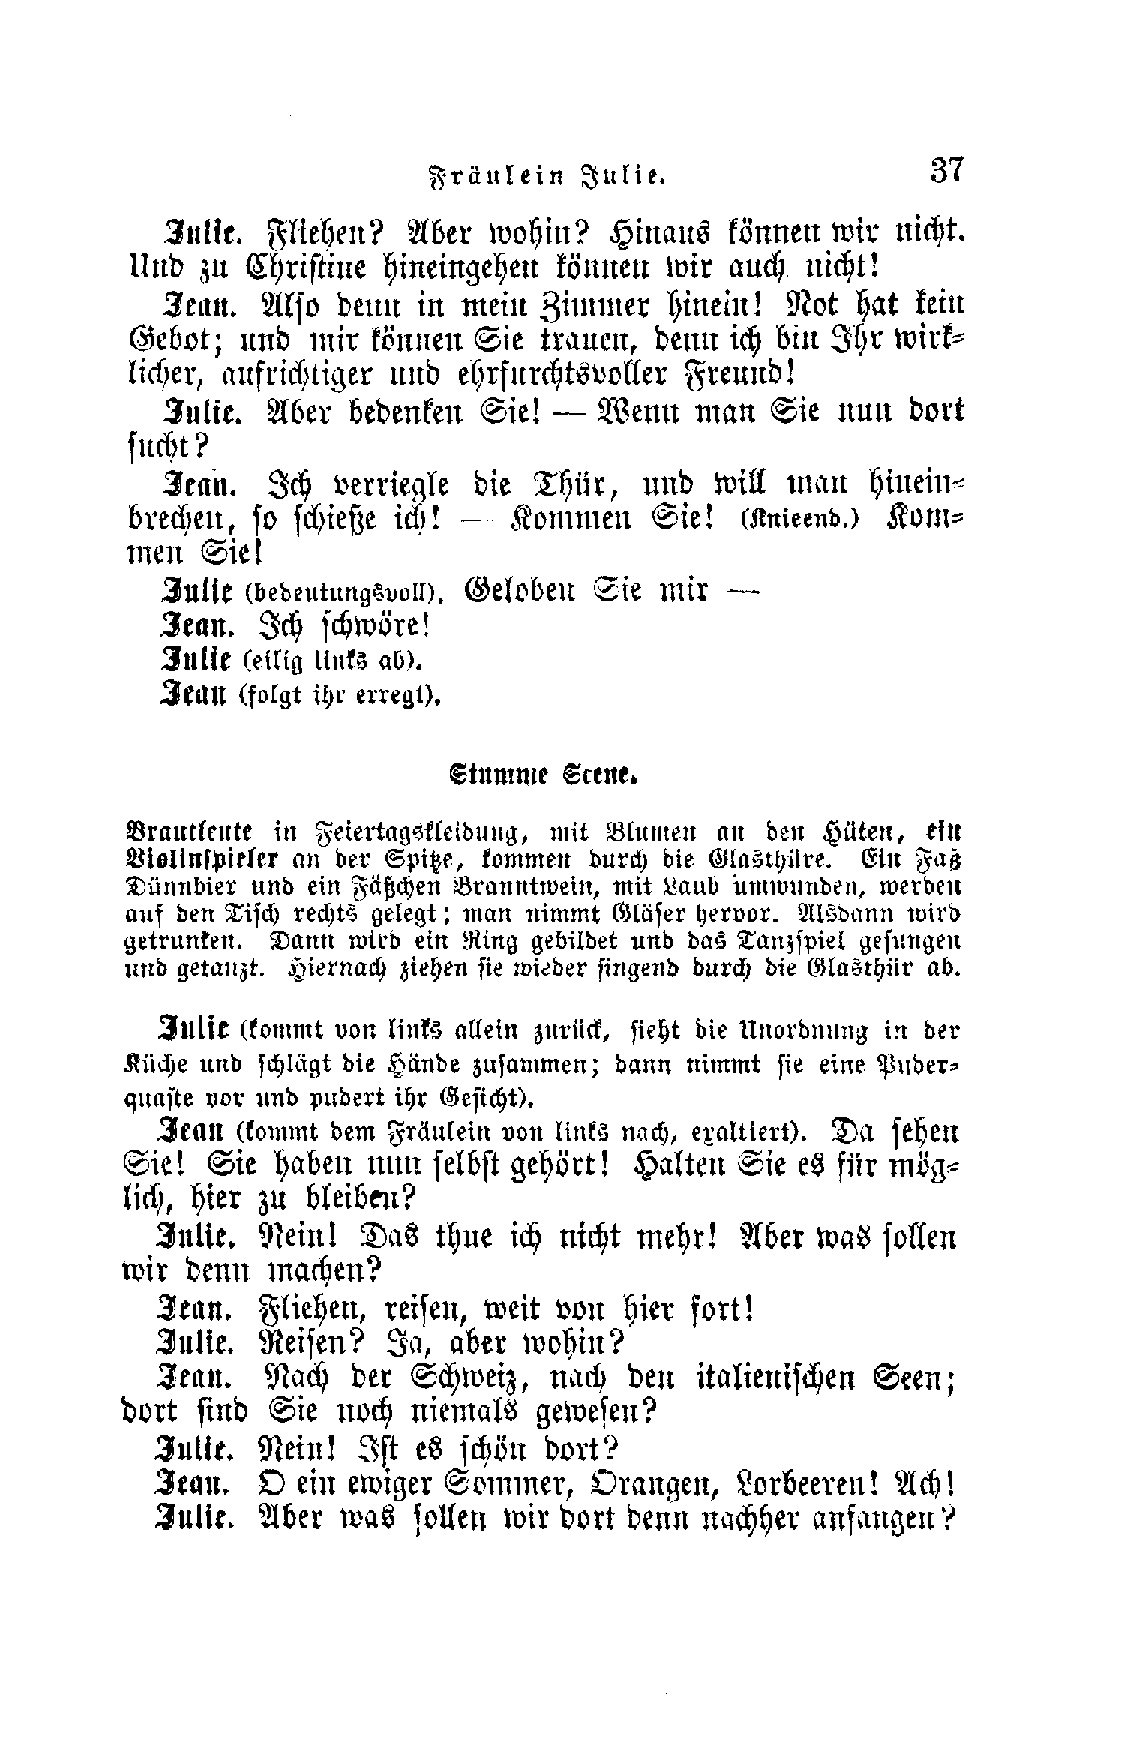 Fräulein Julie. 37
Julie. Fliehen? Aber wohin? Hinaus können wir nicht.
Und zu Christine hineingehen können wir auch nicht!
Jean. Also denn in mein Zimmer hinein! Not hat kein
Gebot; und mir können Sie trauen, denn ich bin Ihr wirk-
licher, aufrichtiger und ehrfurchtsvoller Freund!
Julie. Aber bedenken Sie! — Wenn man Sie nun dort
sucht?
Jean. Ich verriegle die Thür, und will man hinein-
brechen, so schieße ich! — Kommen Sie! (Knieend.) Kom-
men Sie!
Julie (bedeutungsvoll). Geloben Sie mir —
Jean. Ich schwöre!
Julie (eilig links ab).
Jean (folgt ihr erregt).
Stumme Scene.
Brautleute in Feiertagskleidung, mit Blumen an den Hüten, ein
Violinspieler an der Spitze, kommen durch die Glasthüre. Ein Faß
Dünnbier und ein Fäßchen Branntwein, mit Laub umwunden, werden
auf den Tisch rechts gelegt; man nimmt Gläser hervor. Alsdann wird
getrunken. Dann wird ein Ring gebildet und das Tanzspiel gesungen
und getanzt. Hiernach ziehen sie wieder singend durch die Glasthür ab.
Julie (kommt von links allein zurück, sieht die Unordnung in der
Küche und schlägt die Hände zusammen; dann nimmt sie eine Puder-
quaste vor und pudert ihr Gesicht).
Jean (kommt dem Fräulein von links nach, exaltiert). Da sehen
Sie! Sie haben nun selbst gehört! Halten Sie es für mög-
lich, hier zu bleiben?
Julie. Nein! Das thue ich nicht mehr! Aber was sollen
wir denn machen?
Jean. Fliehen, reisen, weit von hier fort!
Julie. Reisen? Ja, aber wohin?
Jean. Nach der Schweiz, nach den italienischen Seen;
dort sind Sie noch niemals gewesen?
Julie. Nein! Ist es schön dort?
Jean. O ein ewiger Sommer, Orangen, Lorbeeren! Ach!
Julie. Aber was sollen wir dort denn nachher anfangen?